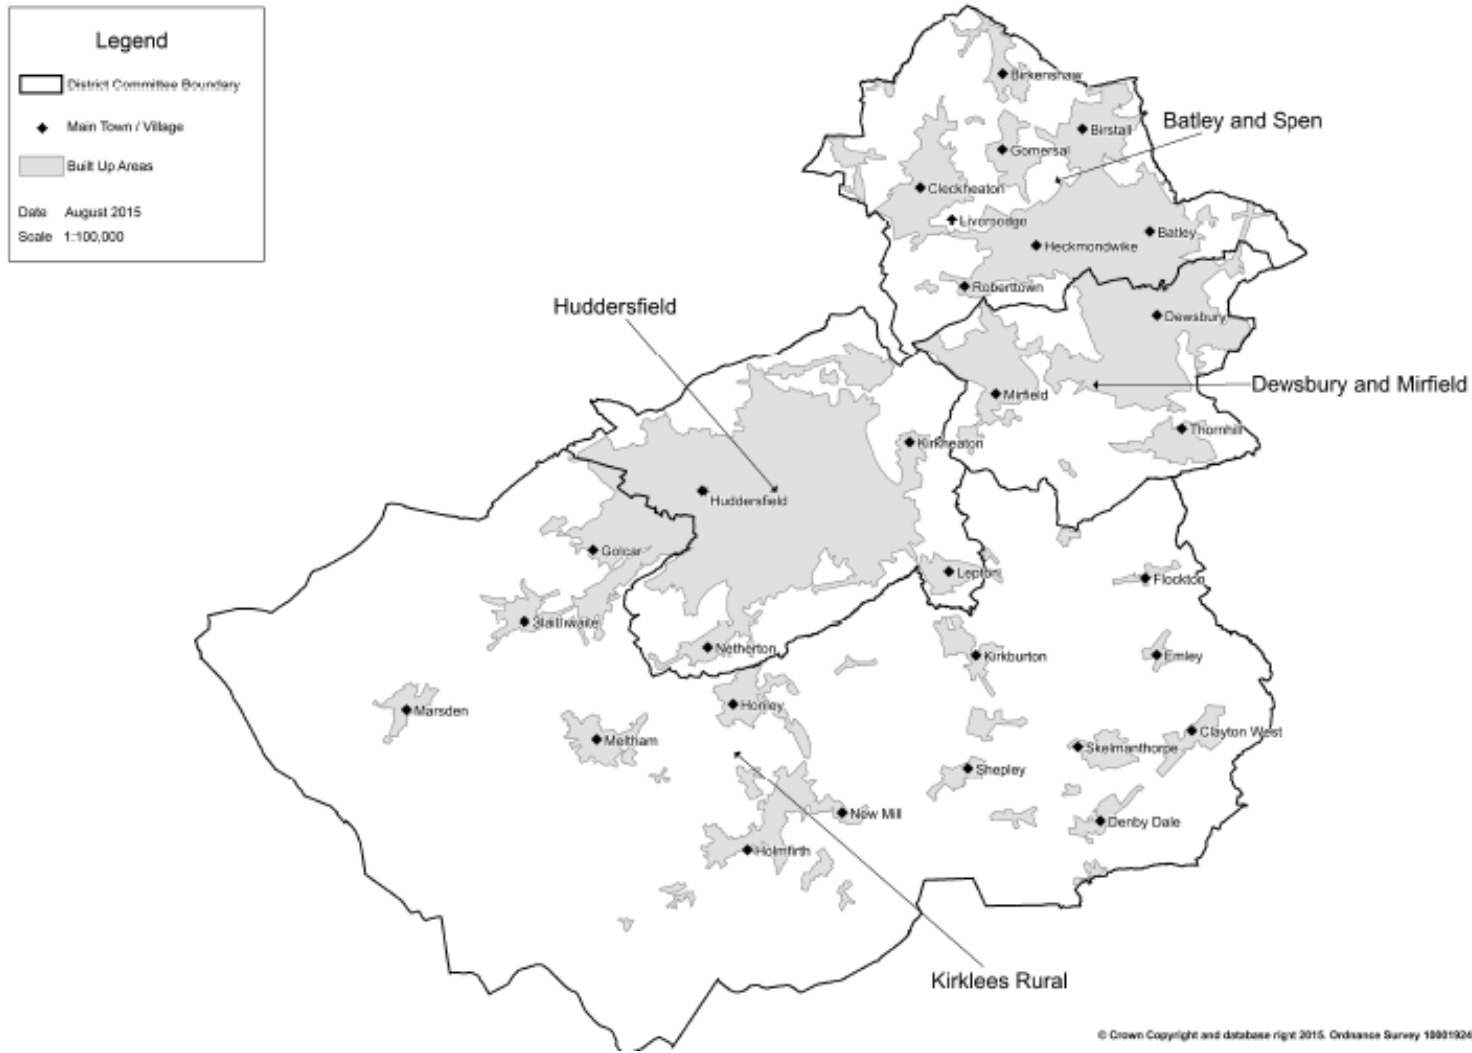 Legend
District Committee Boundary
Main Town / Village
Built Up Areas
Date August 2015
Scale 1:100,000
Birkenshaw
Batley and Spen
Birstall
Gomersal
Cleckheaton
Liversedge
Batley
Heckmondwike
Roberttown
Huddersfield
Dewsbury
Dewsbury and Mirfield
Mirfield
Thornhill
Kirkheaton
Huddersfield
Golcar
Lepton
Flockton
Slaithwaite
Netherton
Kirkburton
Emley
Marsden
Honley
Meltham
Clayton West
Skelmanthorpe
Shepley
New Mill
Denby Dale
Holmfirth
Kirklees Rural
© Crown Copyright and database right 2015. Ordnance Survey 10001924